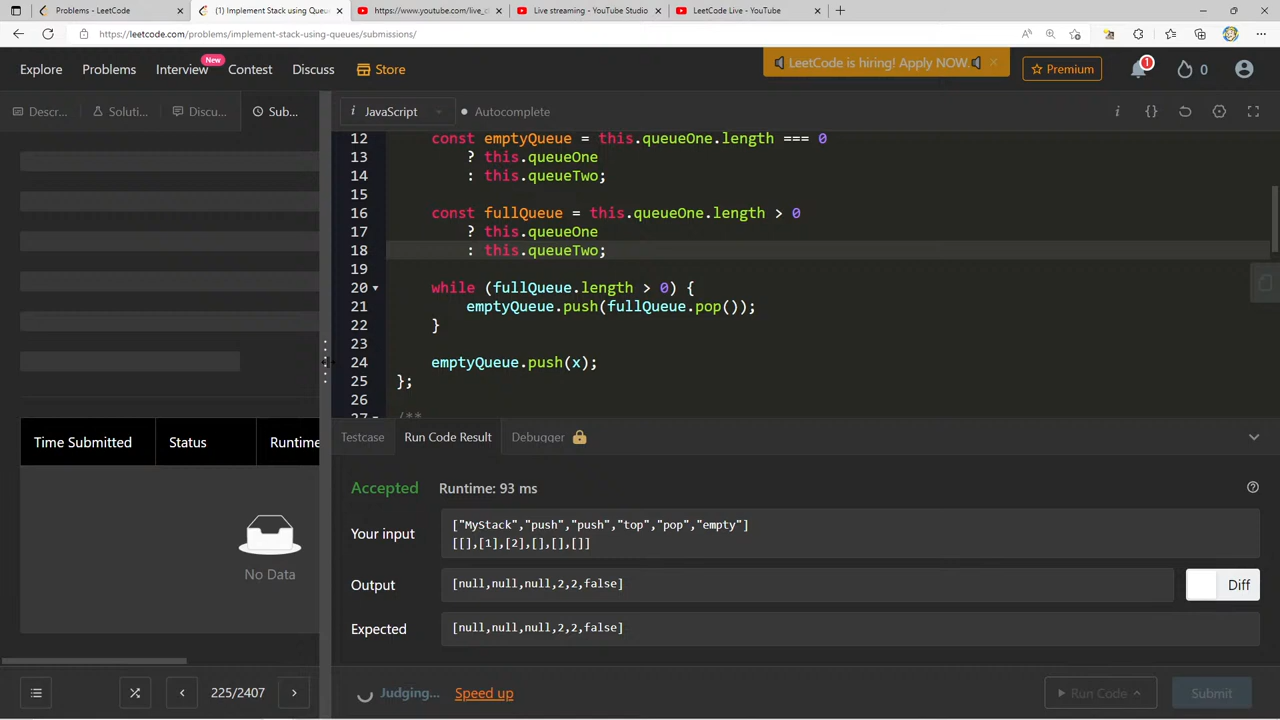 Problems - LeetCode
(1) Implement Stack using Queu
https://www.youtube.com/live_c
Live streaming - YouTube Studio
LeetCode Live - YouTube
https://leetcode.com/problems/implement-stack-using-queues/submissions/
Explore
Problems
Interview
New
Contest
Discuss
Store
LeetCode is hiring! Apply NOW.
Premium
1
0
Descr...
Soluti...
Discu...
Sub...
i JavaScript
Autocomplete
12 const emptyQueue = this.queueOne.length === 0
13 ? this.queueOne
14 : this.queueTwo;
15
16 const fullQueue = this.queueOne.length > 0
17 ? this.queueOne
18 : this.queueTwo;
19
20 while (fullQueue.length > 0) {
21 emptyQueue.push(fullQueue.pop());
22 }
23
24 emptyQueue.push(x);
25 };
26
27 /**
Time Submitted
Status
Runtime
No Data
Testcase
Run Code Result
Debugger
Accepted
Runtime: 93 ms
Your input
["MyStack","push","push","top","pop","empty"]
[[],[1],[2],[],[],[]]
Output
[null,null,null,2,2,false]
Diff
Expected
[null,null,null,2,2,false]
225/2407
Judging...
Speed up
Run Code
Submit